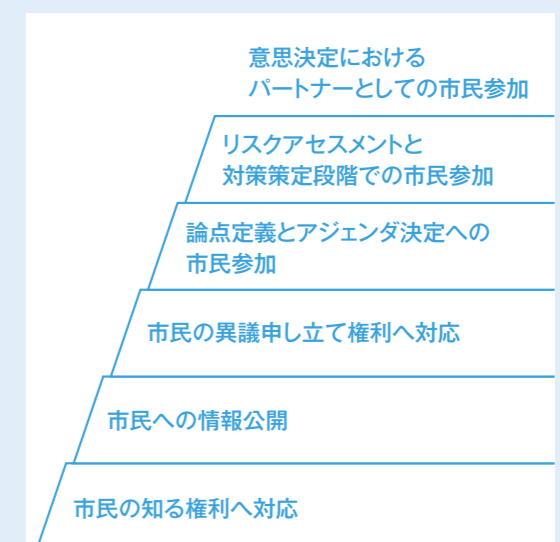 意思決定における
パートナーとしての市民参加
リスクアセスメントと
対策策定段階での市民参加
論点定義とアジェンダ決定への
市民参加
市民の異議申し立て権利へ対応
市民への情報公開
市民の知る権利へ対応